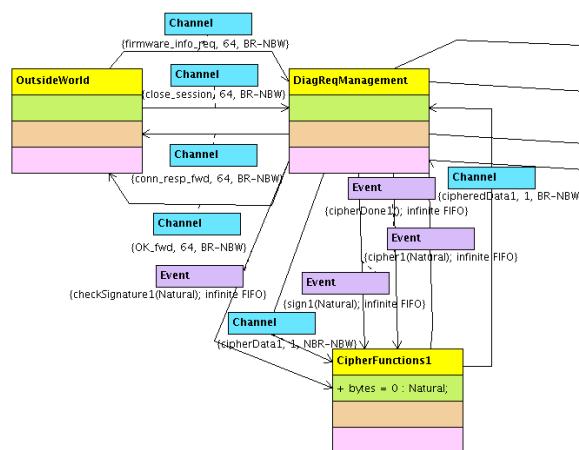 Channel
{firmware_info_req, 64, BR-NBW}
OutsideWorld
Channel
DiagReqManagement
{close_session, 64, BR-NBW}
Channel
{conn_resp_fwd, 64, BR-NBW}
Event
{cipherDone1(); infinite FIFO}
Channel
{cipheredData1, 1, BR-NBW}
Channel
{OK_fwd, 64, BR-NBW}
Event
{cipher1(Natural); infinite FIFO}
Event
{checkSignature1(Natural); infinite FIFO}
Event
{sign1(Natural); infinite FIFO}
Channel
{cipherData1, 1, NBR-NBW}
CipherFunctions1
+ bytes = 0 : Natural;